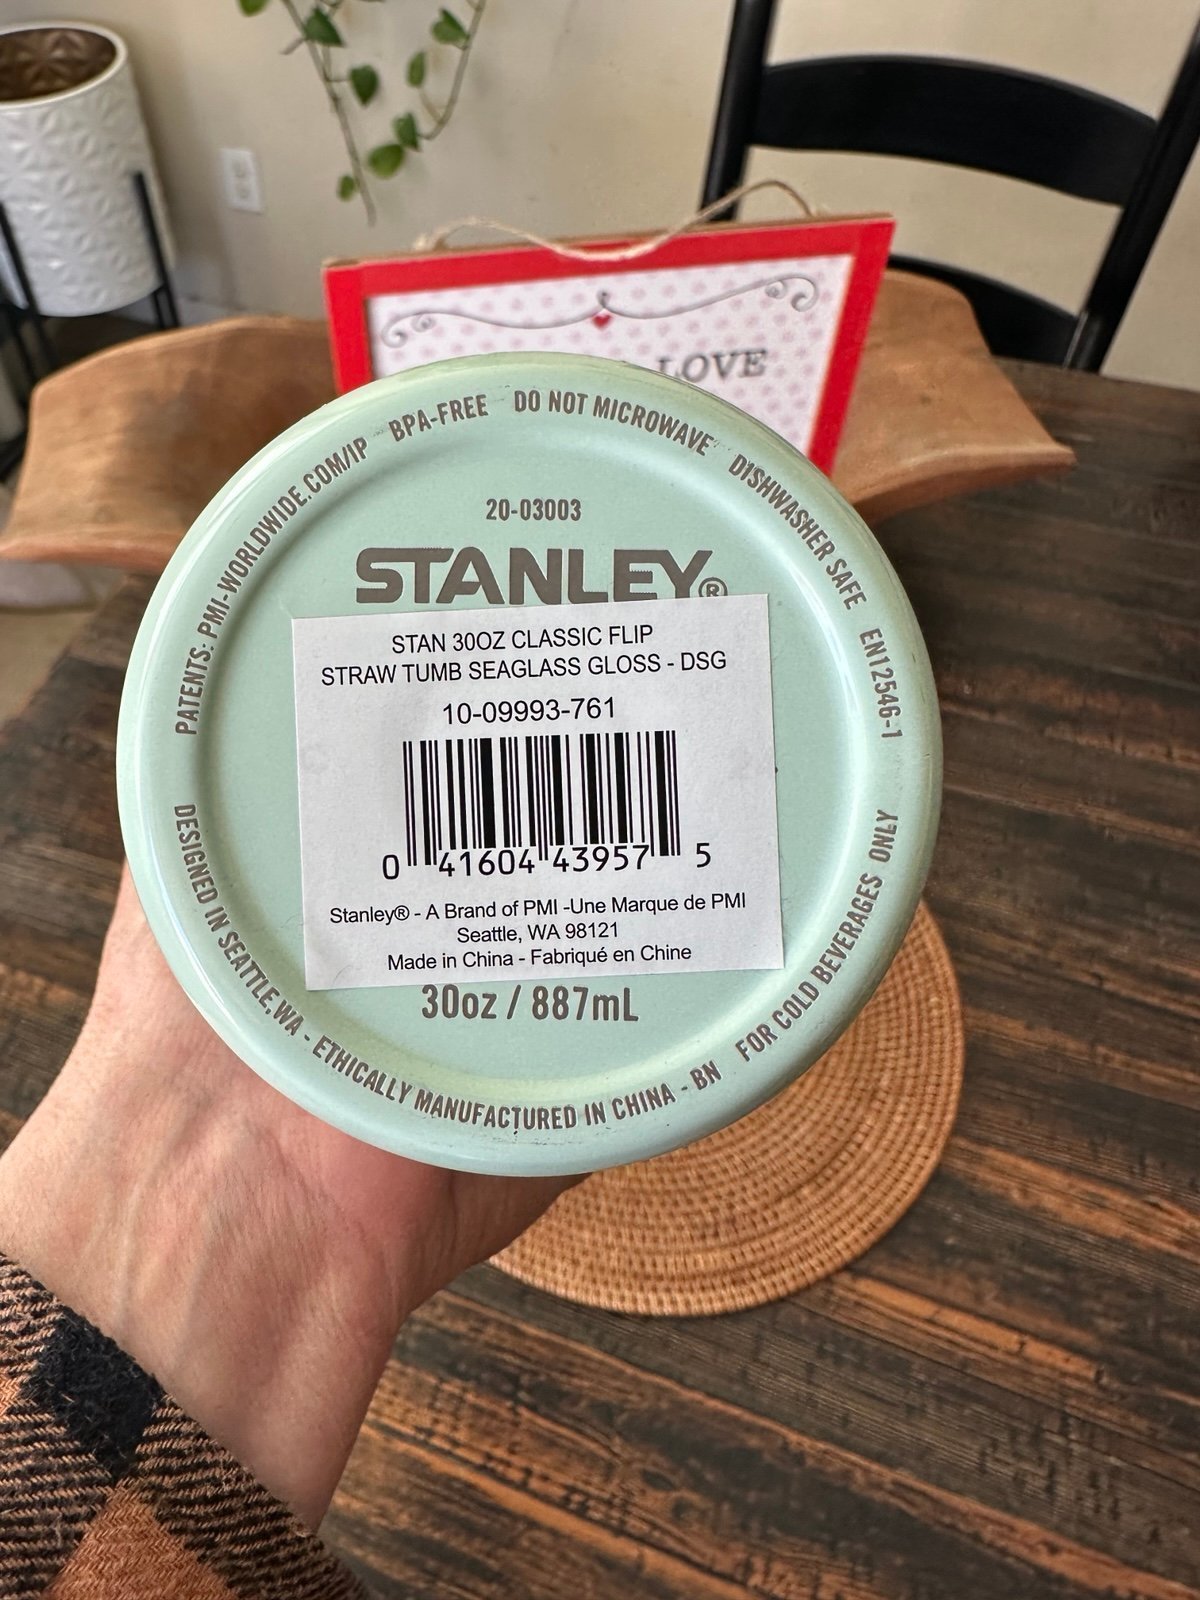 LOVE
PATENTS: PMI-WORLDWIDE.COM/IP BPA-FREE DO NOT MICROWAVE DISHWASHER SAFE EN12546-1
20-03003
STANLEY®
STAN 30OZ CLASSIC FLIP
STRAW TUMB SEAGLASS GLOSS - DSG
10-09993-761
0 41604 43957 5
Stanley® - A Brand of PMI -Une Marque de PMI
Seattle, WA 98121
Made in China - Fabriqué en Chine
30oz / 887mL
DESIGNED IN SEATTLE, WA - ETHICALLY MANUFACTURED IN CHINA - BN FOR COLD BEVERAGES ONLY